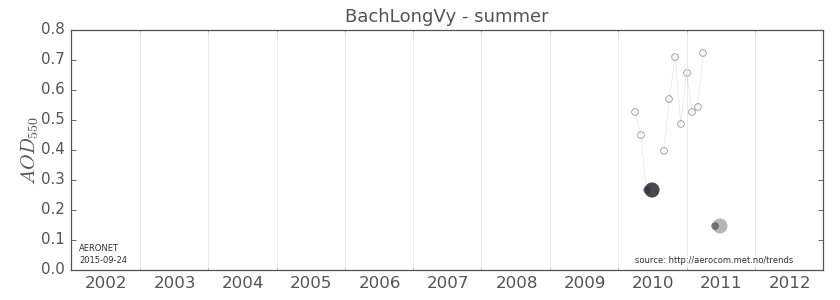 BachLongVy - summer
0.8
0.7
0.6
0.5
0.4
0.3
0.2
0.1
0.0
AOD550
AERONET
2015-09-24
source: http://aerocom.met.no/trends
2002 2003 2004 2005 2006 2007 2008 2009 2010 2011 2012